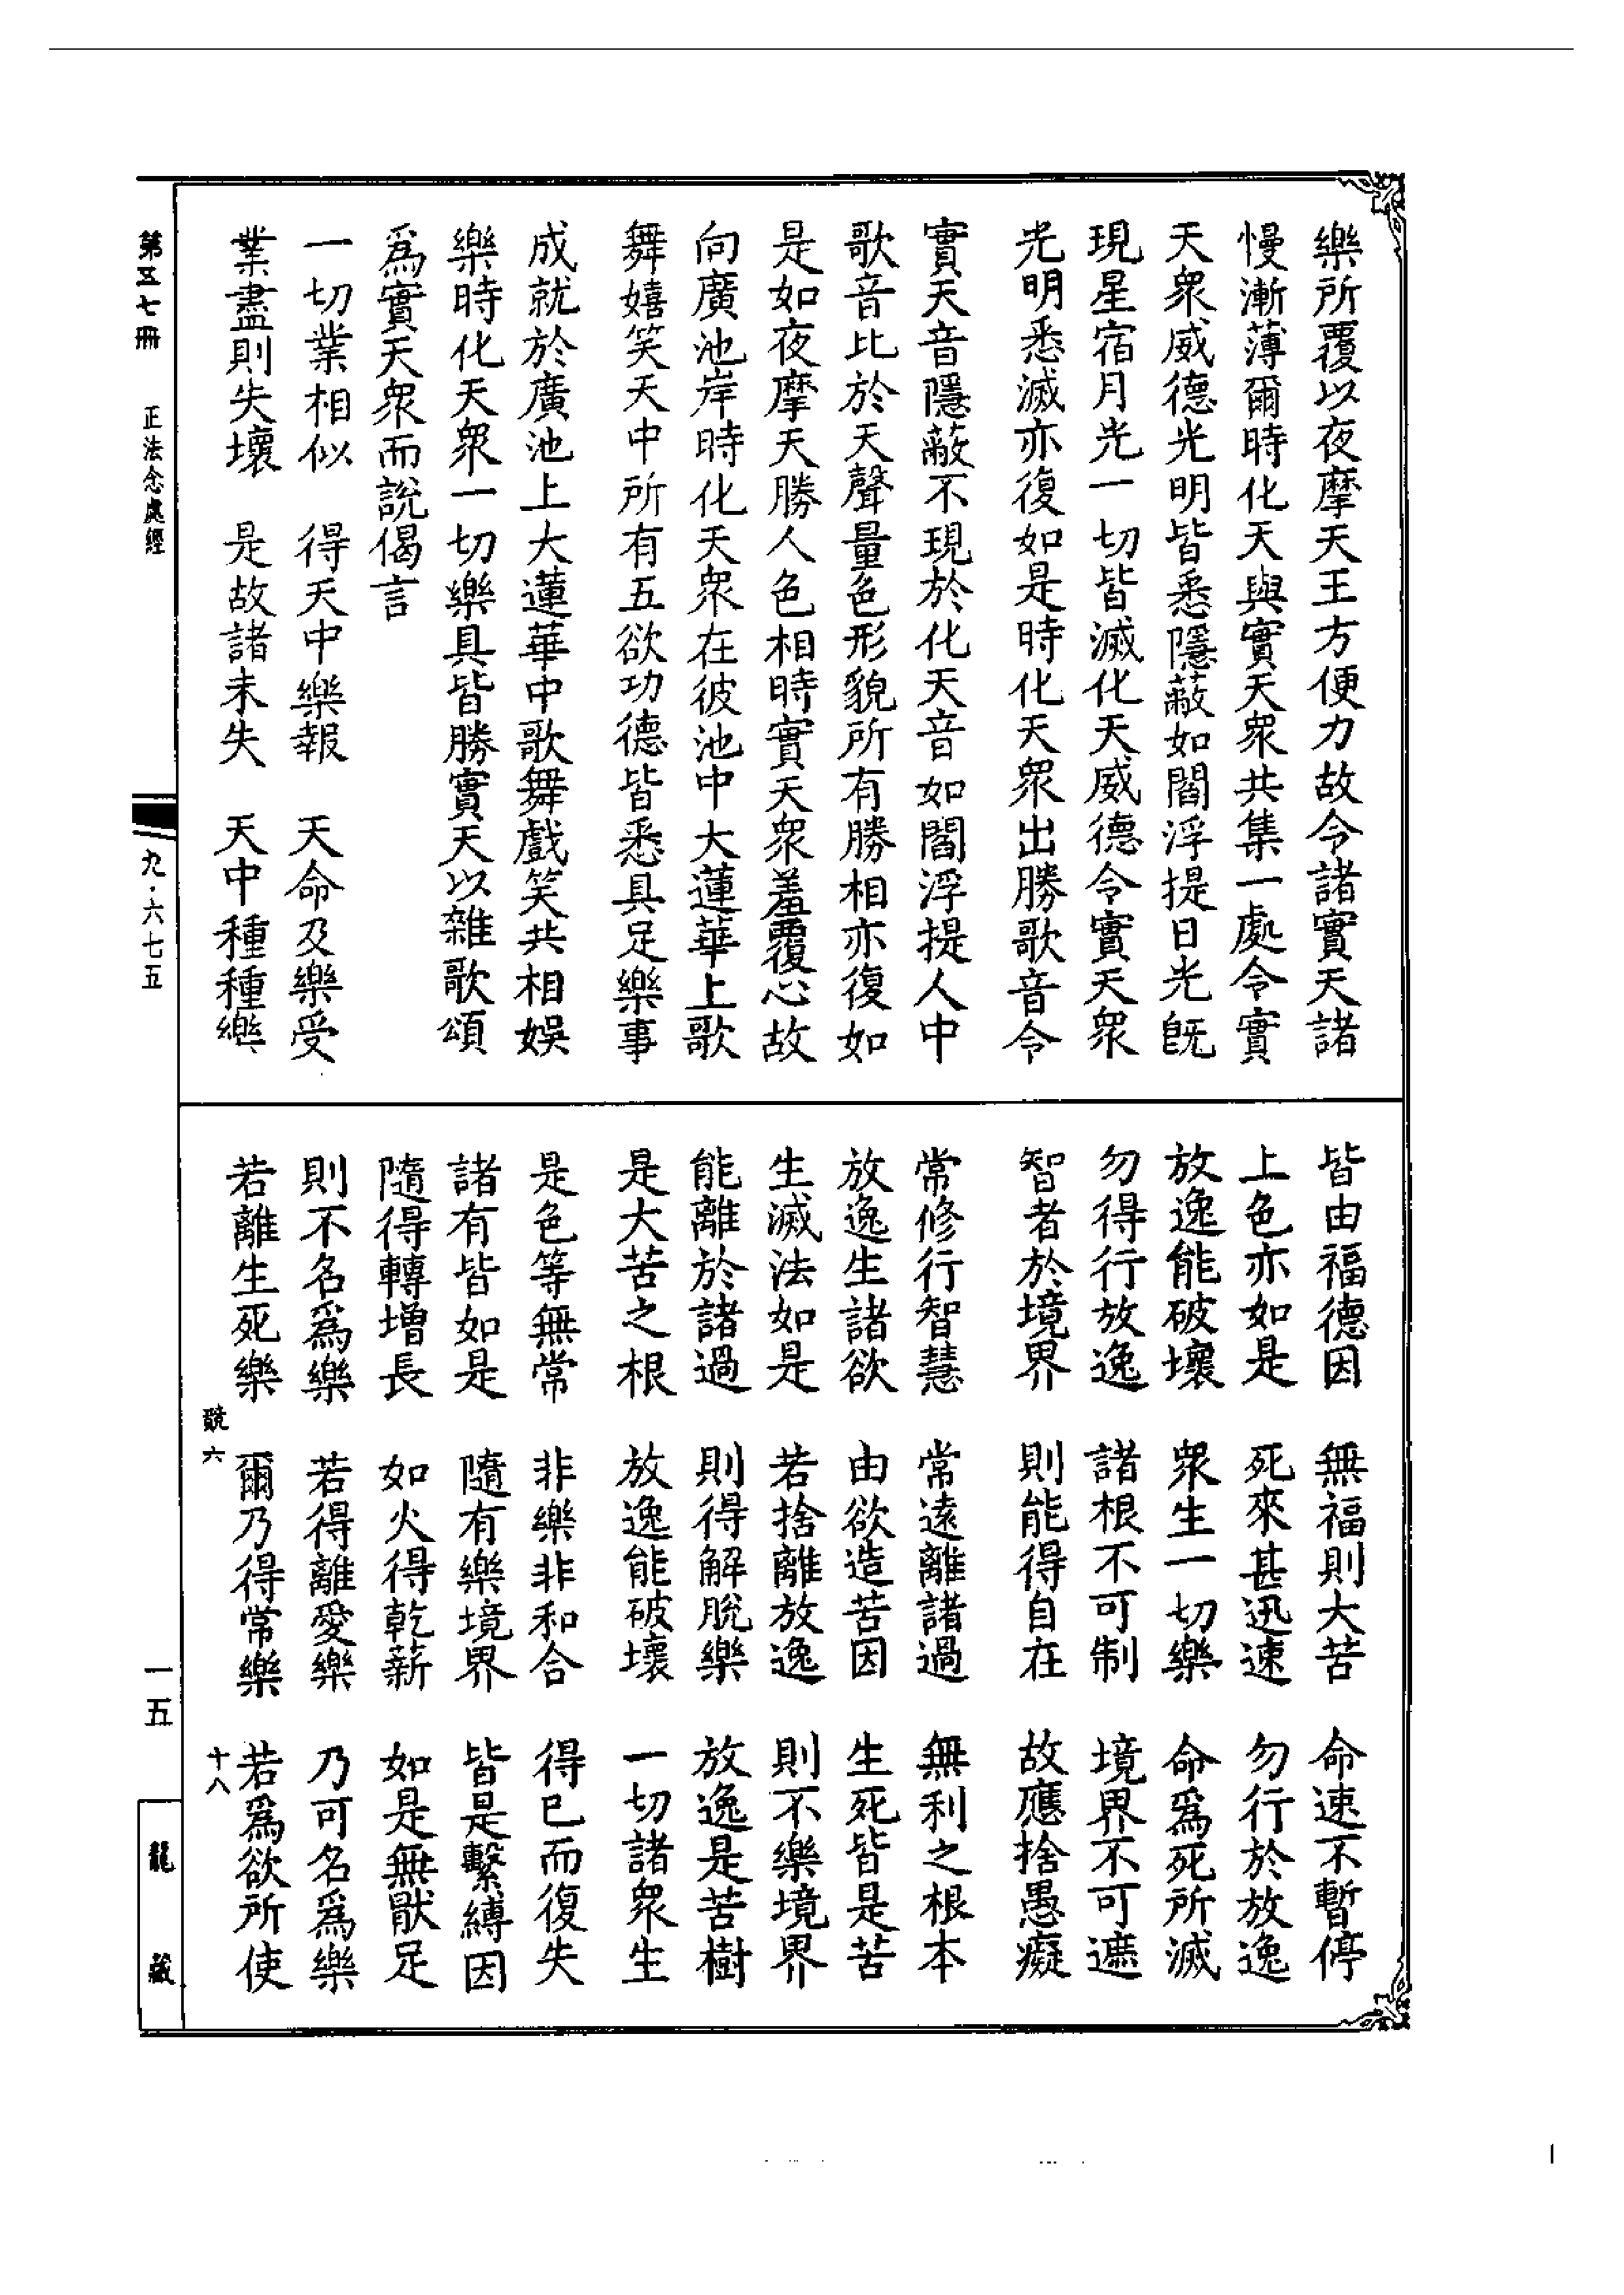 樂所覆以夜摩天王方便力故令諸實天諸
慢漸薄爾時化天與實天衆共集一處令實
天衆威德光明皆悉隱蔽如閻浮提日光旣
現星宿月光一切皆滅化天威德令實天衆
光明悉滅亦復如是時化天衆出勝歌音令
實天音隱蔽不現於化天音如閻浮提人中
歌音比於天聲量色形貌所有勝相亦復如
是如夜摩天勝人色相時實天衆羞覆心故
向廣池岸時化天衆在彼池中大蓮華上歌
舞嬉笑天中所有五欲功德皆悉具足樂事
成就於廣池上大蓮華中歌舞戲笑共相娛
樂時化天衆一切樂具皆勝實天以雜歌頌
爲實天衆而說偈言
一切業相似　得天中樂報　天命及樂受
業盡則失壞　是故諸未失　天中種種樂
皆由福德因　無福則大苦　命速不暫停
上色亦如是　死來甚迅速　勿行於放逸
放逸能破壞　衆生一切樂　命爲死所滅
勿得行放逸　諸根不可制　境界不可遮
智者於境界　則能得自在　故應捨愚癡
常修行智慧　常遠離諸過　無利之根本
放逸生諸欲　由欲造苦因　生死皆是苦
生滅法如是　若捨離放逸　則不樂境界
能離於諸過　則得解脫樂　放逸是苦樹
是大苦之根　放逸能破壞　一切諸衆生
是色等無常　非樂非和合　得已而復失
諸有皆如是　隨有樂境界　皆是繫縛因
隨得轉增長　如火得乾薪　如是無猒足
則不名爲樂　若得離愛樂　乃可名爲樂
若離生死樂　爾乃得常樂　若爲欲所使
競六　十八
第五七冊　正法念處經　九·六七五　一五　龍藏